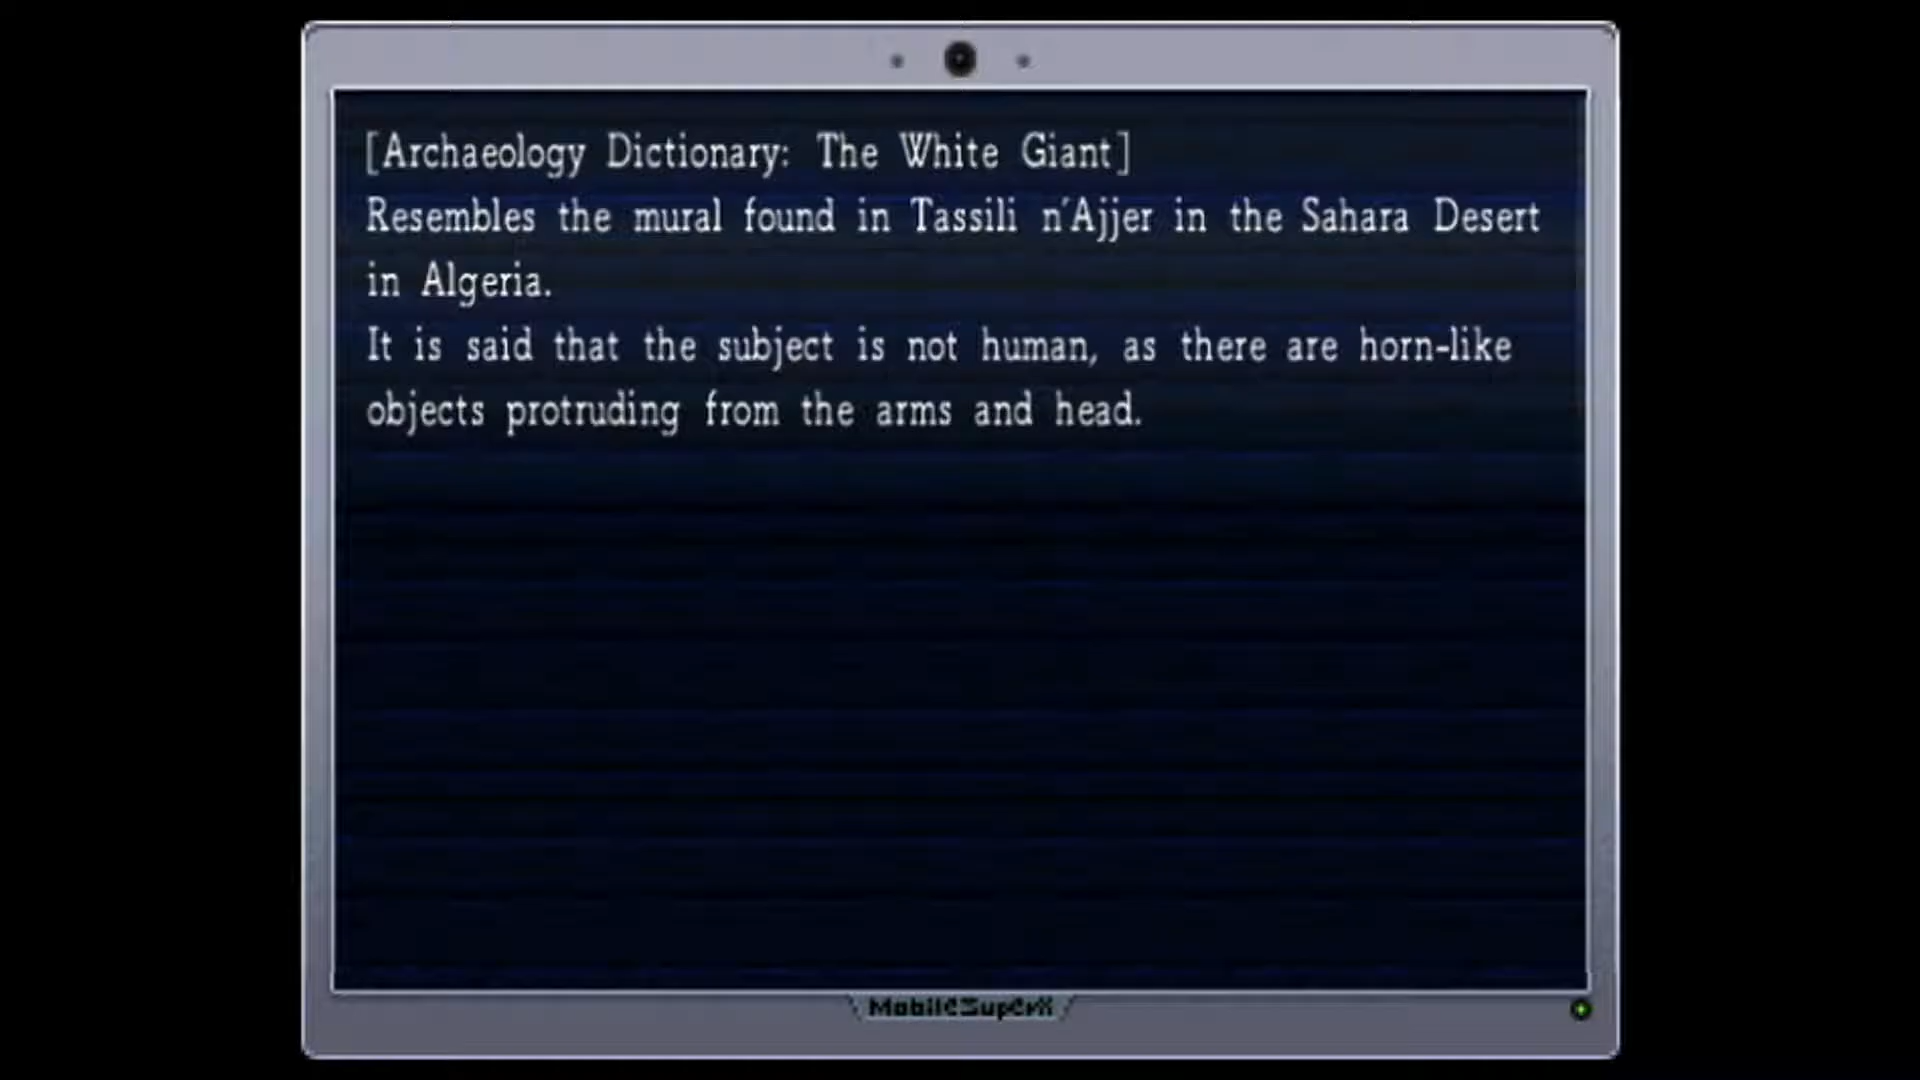 [Archaeology Dictionary: The White Giant]
Resembles the mural found in Tassili n'Ajjer in the Sahara Desert
in Algeria.
It is said that the subject is not human, as there are horn-like
objects protruding from the arms and head.
MobileSuperX